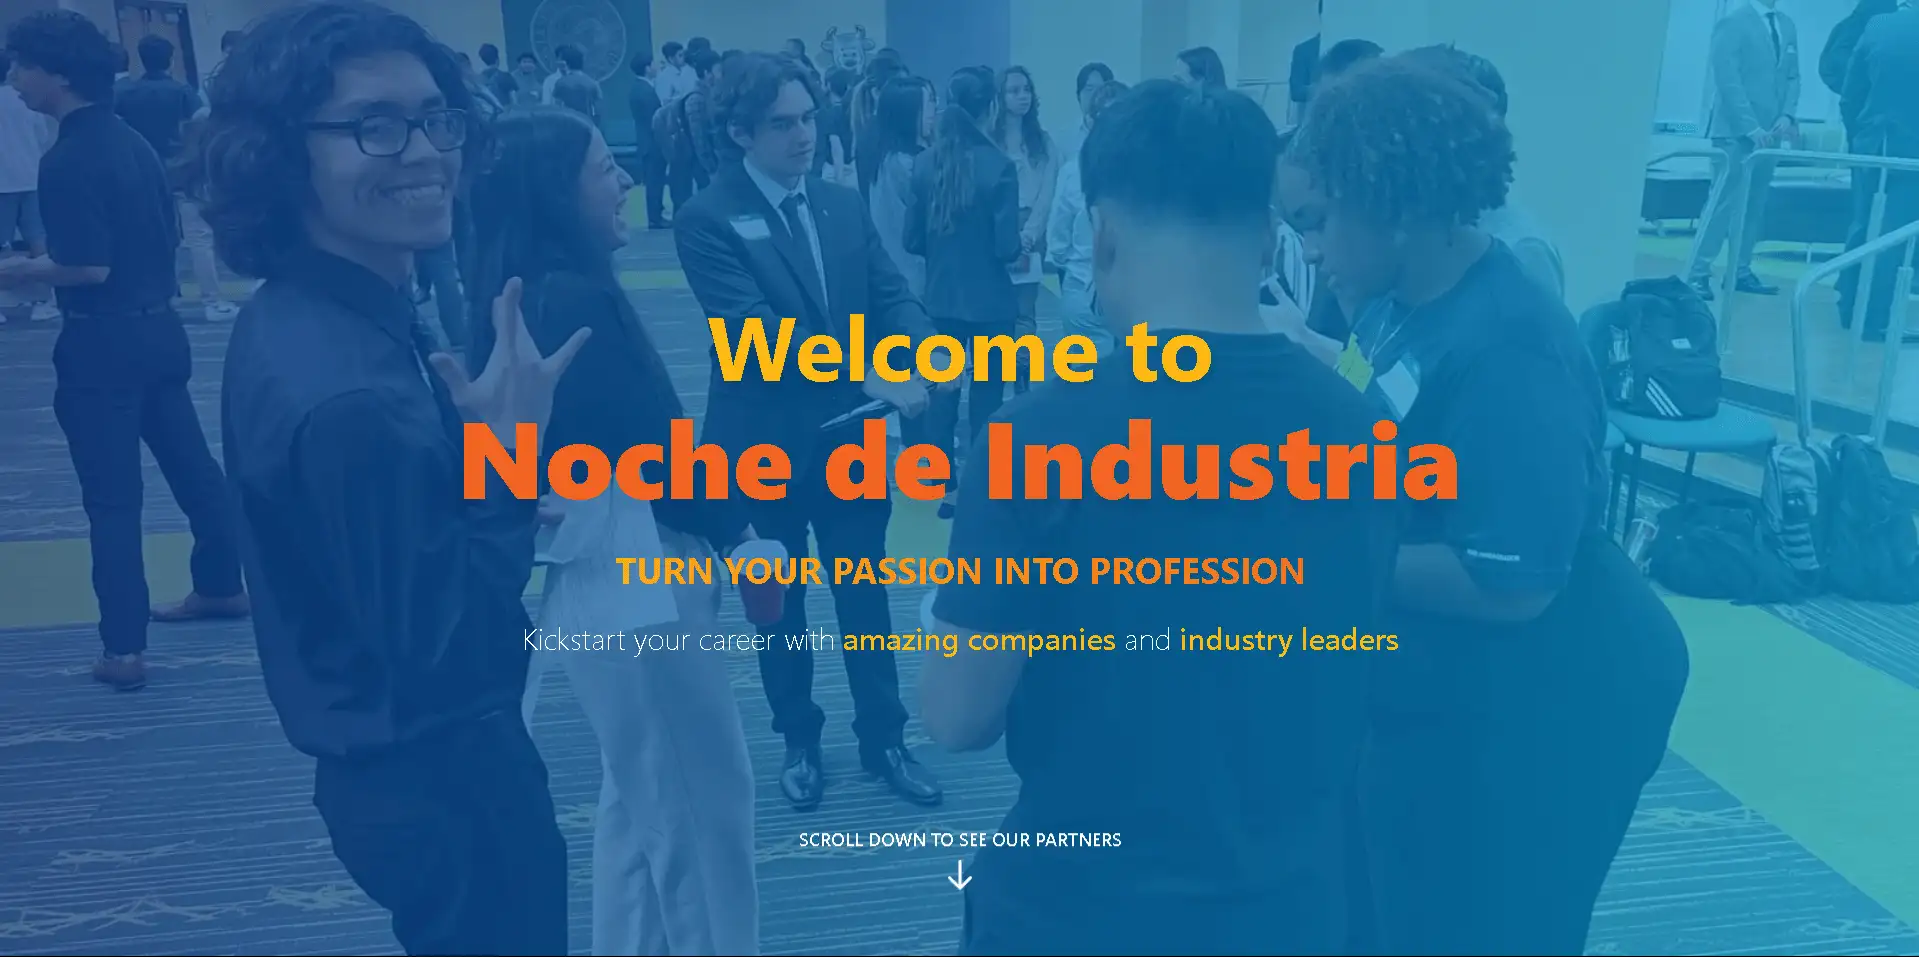 Welcome to
Noche de Industria
TURN YOUR PASSION INTO PROFESSION
Kickstart your career with amazing companies and industry leaders
SCROLL DOWN TO SEE OUR PARTNERS